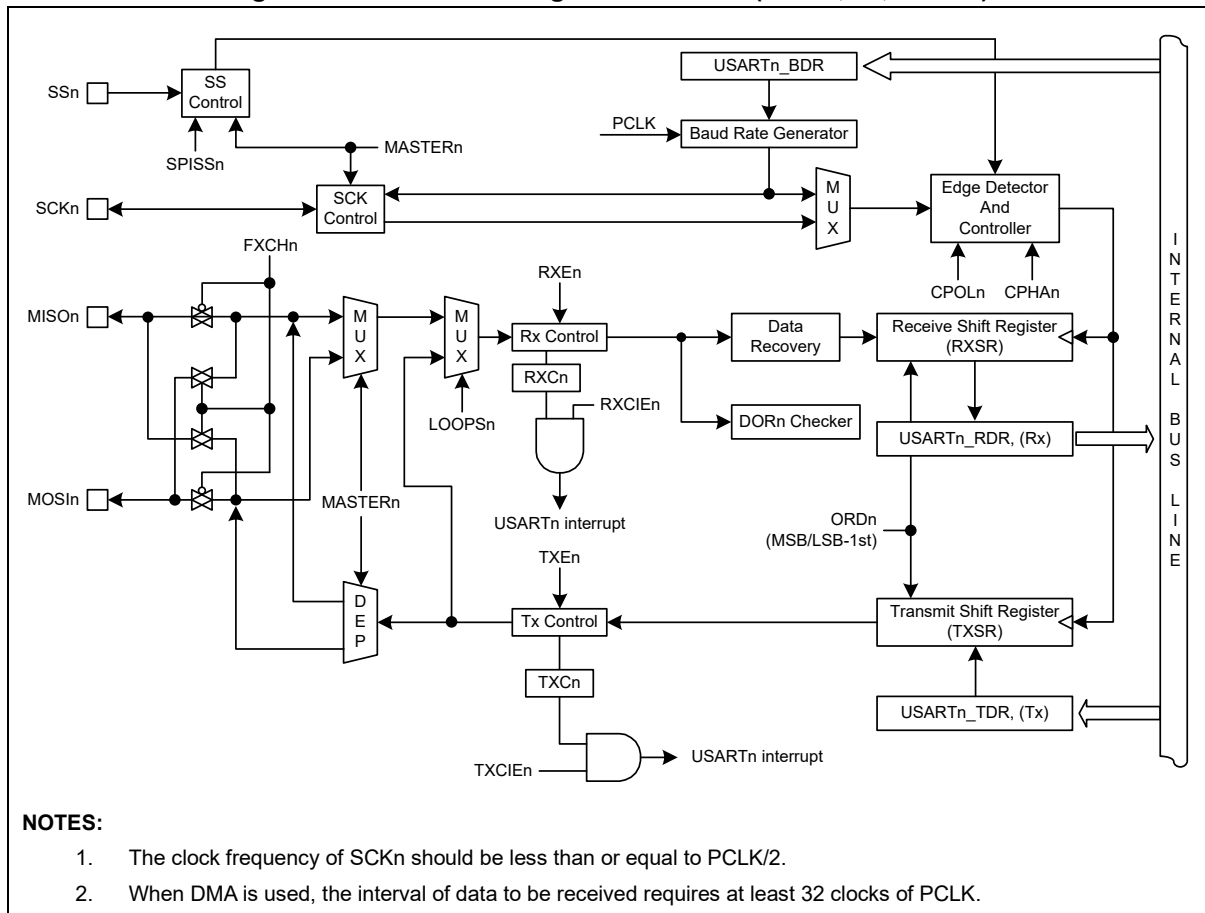 USARTn_BDR
SS
Control
SSn
PCLK
Baud Rate Generator
SPISSn
MASTERn
SCKn
SCK
Control
M
U
X
Edge Detector
And
Controller
CPOLn
CPHAn
FXCHn
RXEn
MISOn
M
U
X
M
U
X
Rx Control
Data
Recovery
Receive Shift Register
(RXSR)
RXCn
LOOPSn
RXCIEn
DORn Checker
USARTn_RDR, (Rx)
MOSIn
MASTERn
USARTn interrupt
ORDn
(MSB/LSB-1st)
TXEn
D
E
P
Tx Control
Transmit Shift Register
(TXSR)
TXCn
USARTn_TDR, (Tx)
TXCIEn
USARTn interrupt
I
N
T
E
R
N
A
L
B
U
S
L
I
N
E
NOTES:
1. The clock frequency of SCKn should be less than or equal to PCLK/2.
2. When DMA is used, the interval of data to be received requires at least 32 clocks of PCLK.